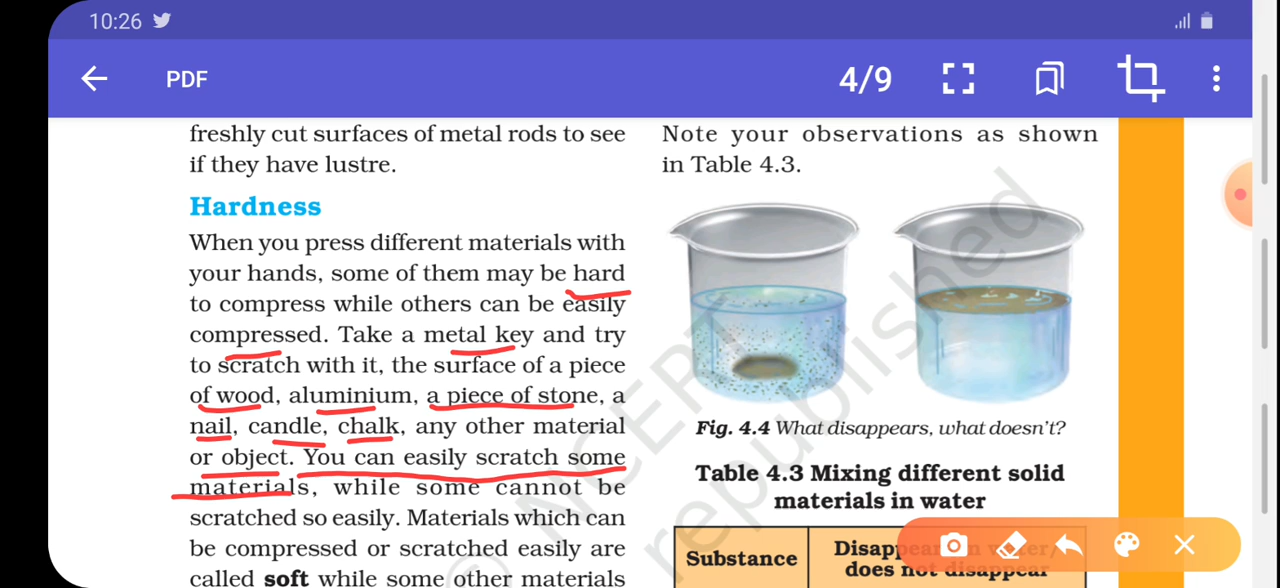 10:26
PDF
4/9
freshly cut surfaces of metal rods to see
if they have lustre.
Hardness
When you press different materials with
your hands, some of them may be hard
to compress while others can be easily
compressed. Take a metal key and try
to scratch with it, the surface of a piece
of wood, aluminium, a piece of stone, a
nail, candle, chalk, any other material
or object. You can easily scratch some
materials, while some cannot be
scratched so easily. Materials which can
be compressed or scratched easily are
called soft while some other materials
Note your observations as shown
in Table 4.3.
Fig. 4.4 What disappears, what doesn't?
Table 4.3 Mixing different solid
materials in water
Substance
Disappears in water/
does not disappear
© NCERT
republished